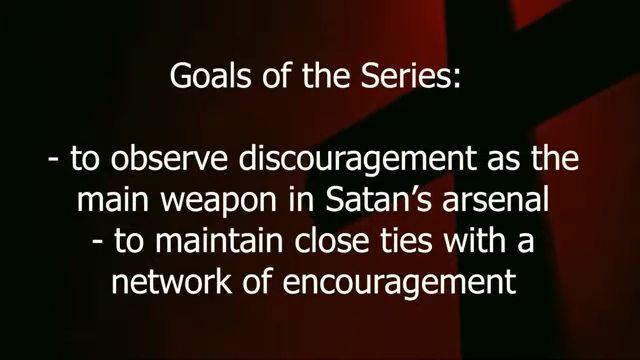 Goals of the Series:
- to observe discouragement as the
main weapon in Satan's arsenal
- to maintain close ties with a
network of encouragement